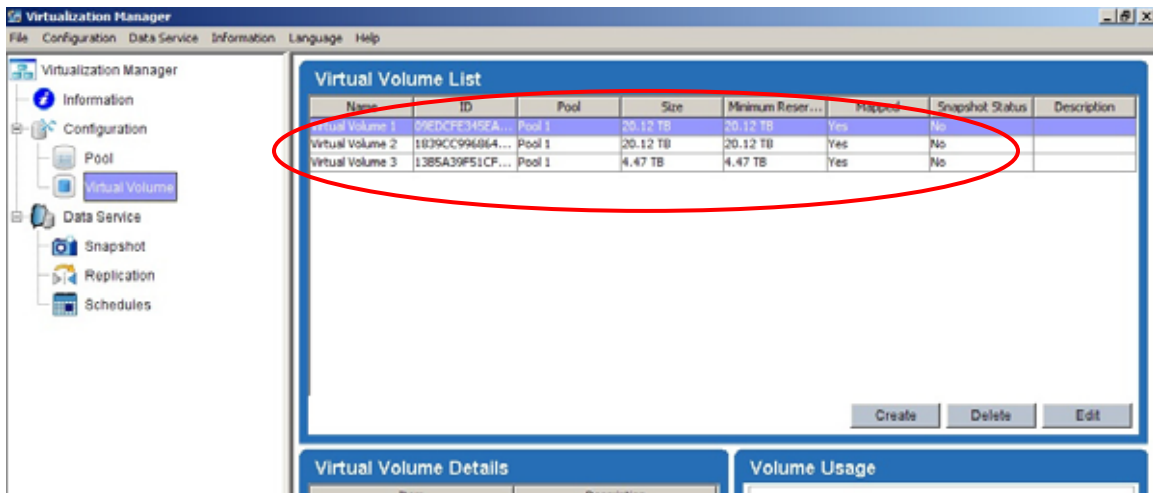 Virtualization Manager
File Configuration Data Service Information Language Help
Virtualization Manager
Information
Configuration
Pool
Virtual Volume
Data Service
Snapshot
Replication
Schedules
Virtual Volume List
Name ID Pool Size Minimum Reser... Mapped Snapshot Status Description
Virtual Volume 1 09EDCFE345EA... Pool 1 20.12 TB 20.12 TB Yes No
Virtual Volume 2 1839CC996864... Pool 1 20.12 TB 20.12 TB Yes No
Virtual Volume 3 13B5A39F51CF... Pool 1 4.47 TB 4.47 TB Yes No
Create Delete Edit
Virtual Volume Details
Volume Usage